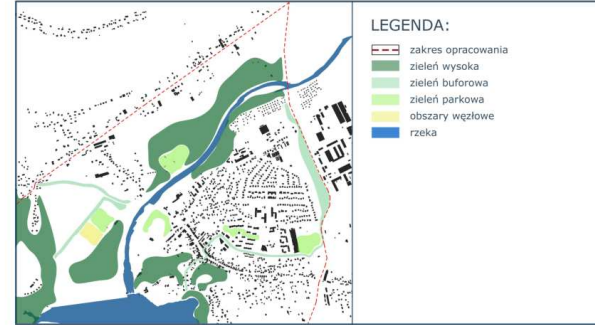 LEGENDA:
zakres opracowania
zieleń wysoka
zieleń buforowa
zieleń parkowa
obszary węzłowe
rzeka